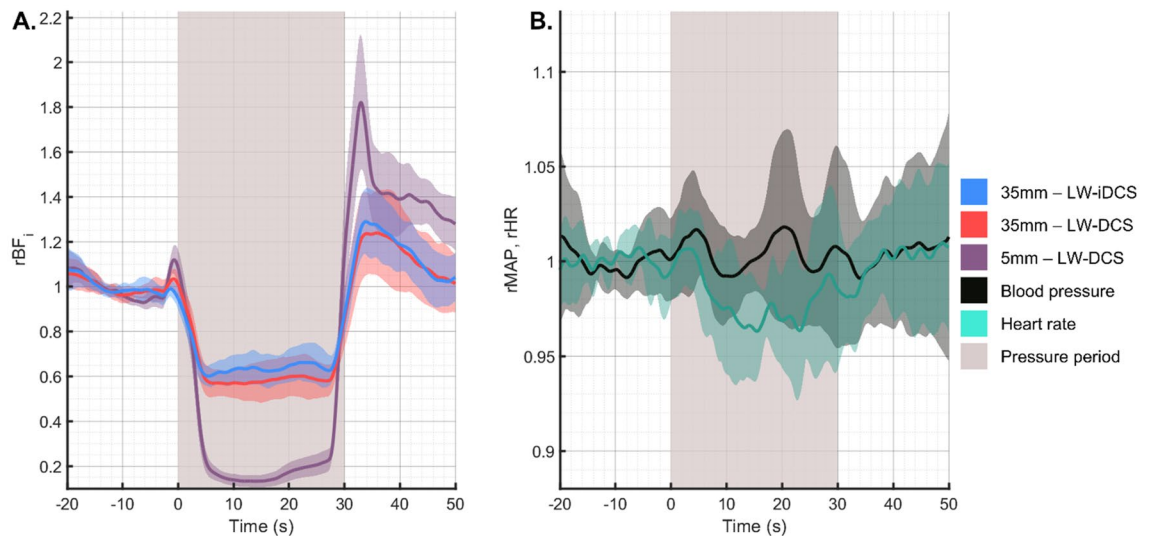 A.
2.2
2
1.8
1.6
1.4
1.2
1
0.8
0.6
0.4
0.2
rBFi
-20 -10 0 10 20 30 40 50
Time (s)
B.
1.1
1.05
1
0.95
0.9
rMAP, rHR
-20 -10 0 10 20 30 40 50
Time (s)
35mm – LW-iDCS
35mm – LW-DCS
5mm – LW-DCS
Blood pressure
Heart rate
Pressure period